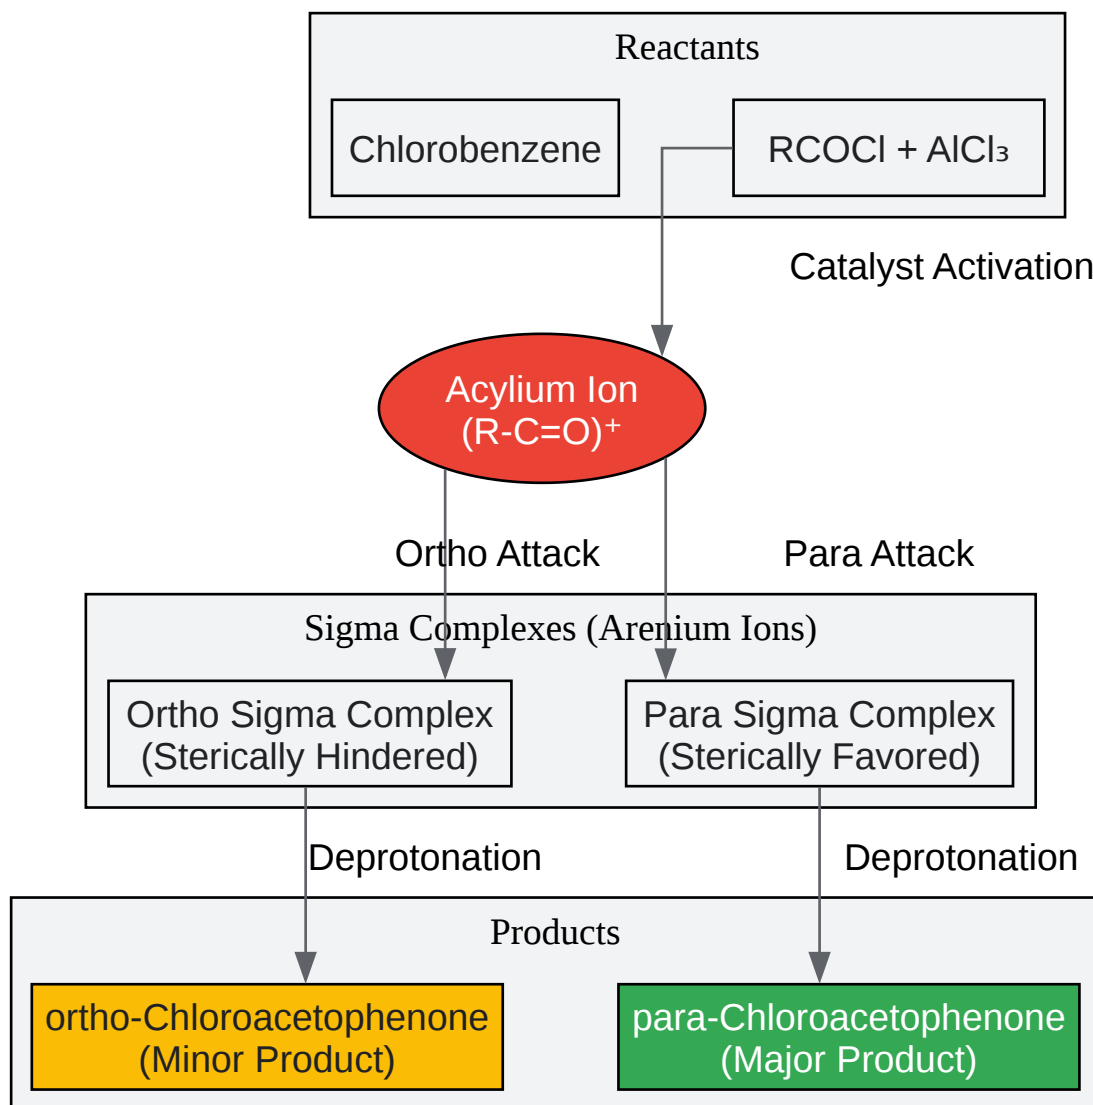 Reactants
Chlorobenzene
RCOCl + AlCl₃
Catalyst Activation
Acylium Ion
(R-C=O)⁺
Ortho Attack
Para Attack
Sigma Complexes (Arenium Ions)
Ortho Sigma Complex
(Sterically Hindered)
Para Sigma Complex
(Sterically Favored)
Deprotonation
Deprotonation
Products
ortho-Chloroacetophenone
(Minor Product)
para-Chloroacetophenone
(Major Product)